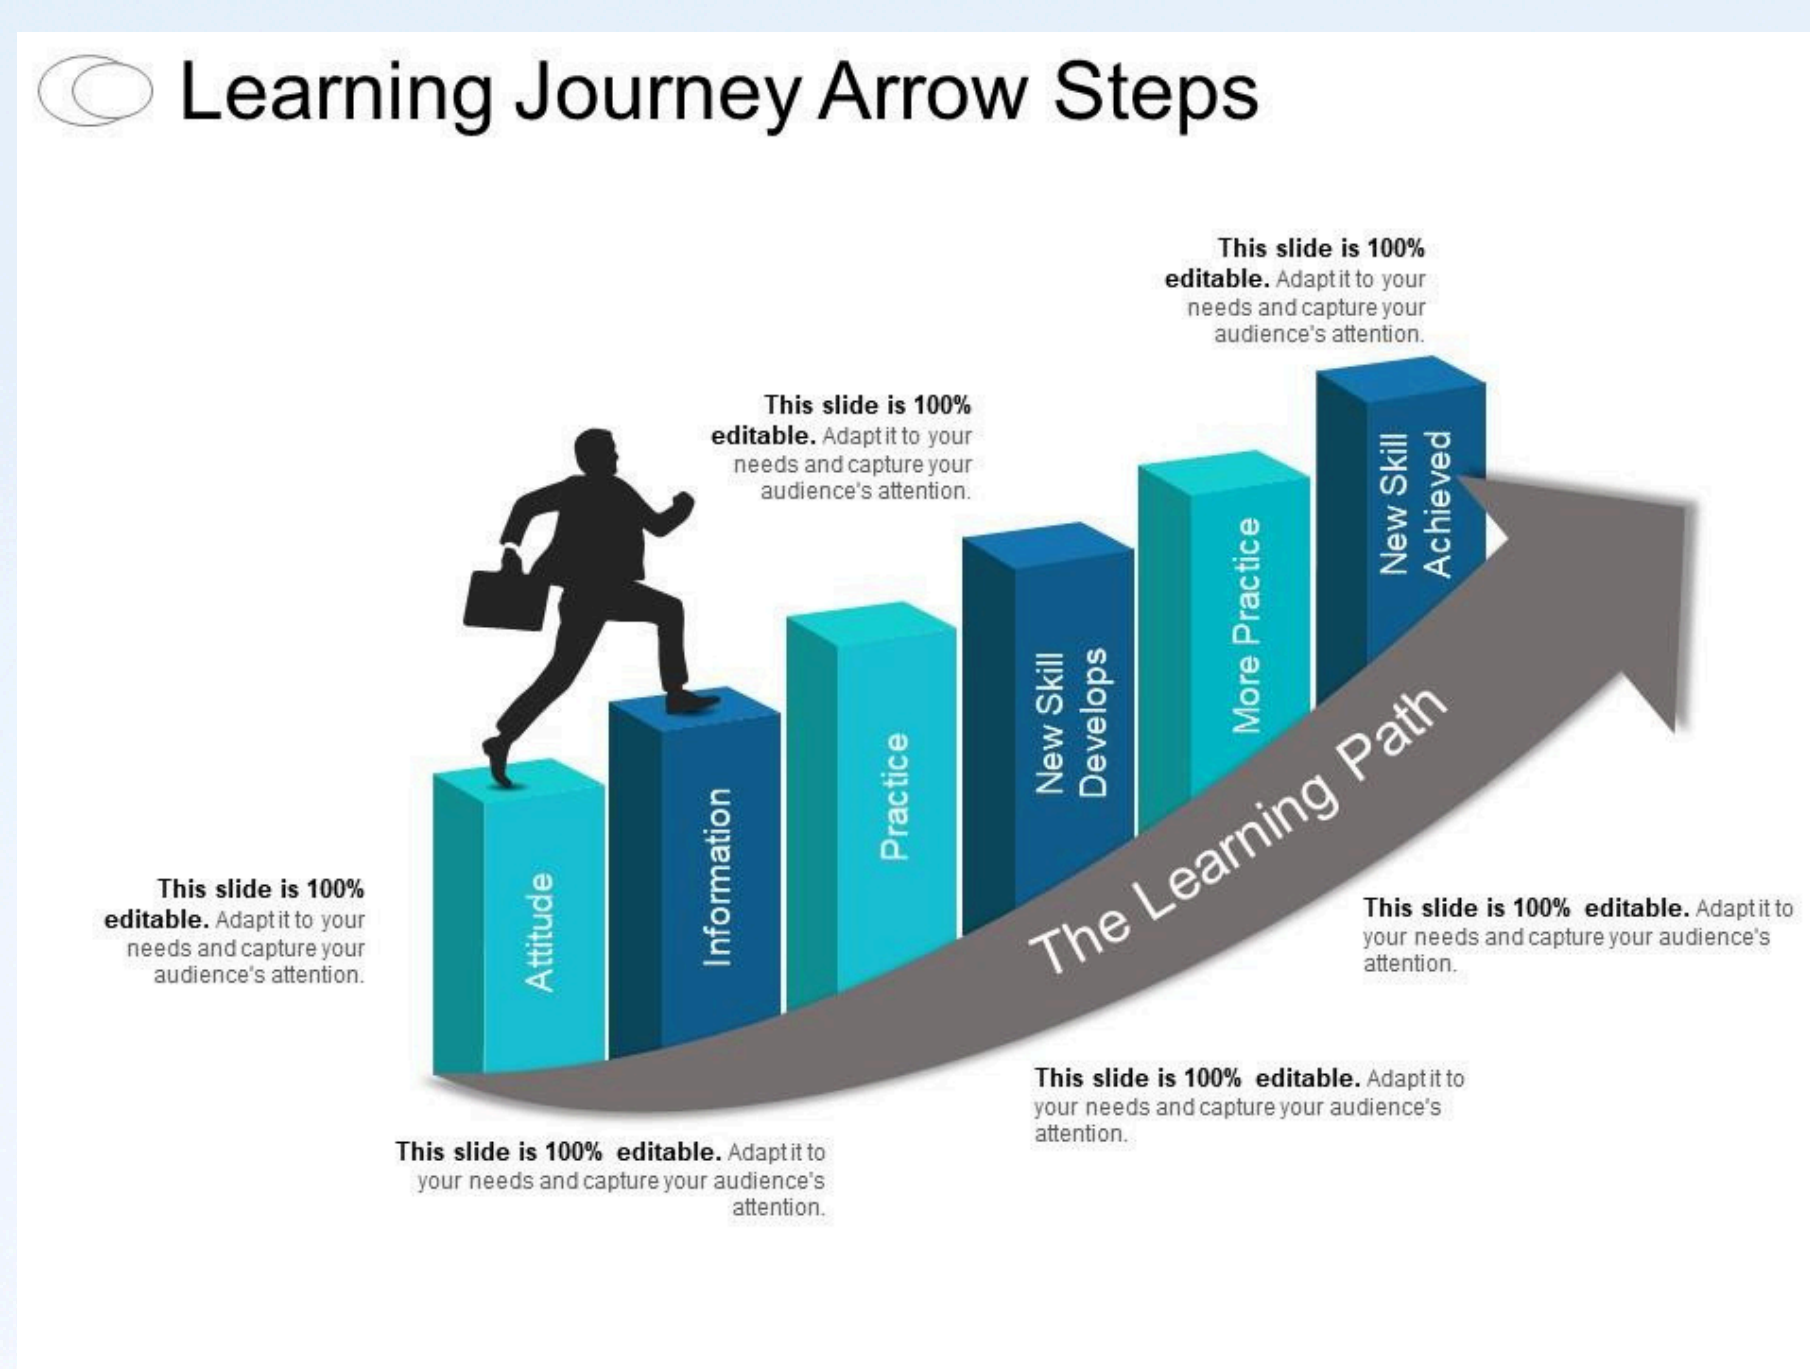 Learning Journey Arrow Steps
This slide is 100%
editable. Adapt it to your
needs and capture your
audience's attention.
This slide is 100%
editable. Adapt it to your
needs and capture your
audience's attention.
This slide is 100%
editable. Adapt it to your
needs and capture your
audience's attention.
Attitude
Information
Practice
New Skill
Develops
More Practice
New Skill
Achieved
The Learning Path
This slide is 100% editable. Adapt it to
your needs and capture your audience's
attention.
This slide is 100% editable. Adapt it to
your needs and capture your audience's
attention.
This slide is 100% editable. Adapt it to
your needs and capture your audience's
attention.